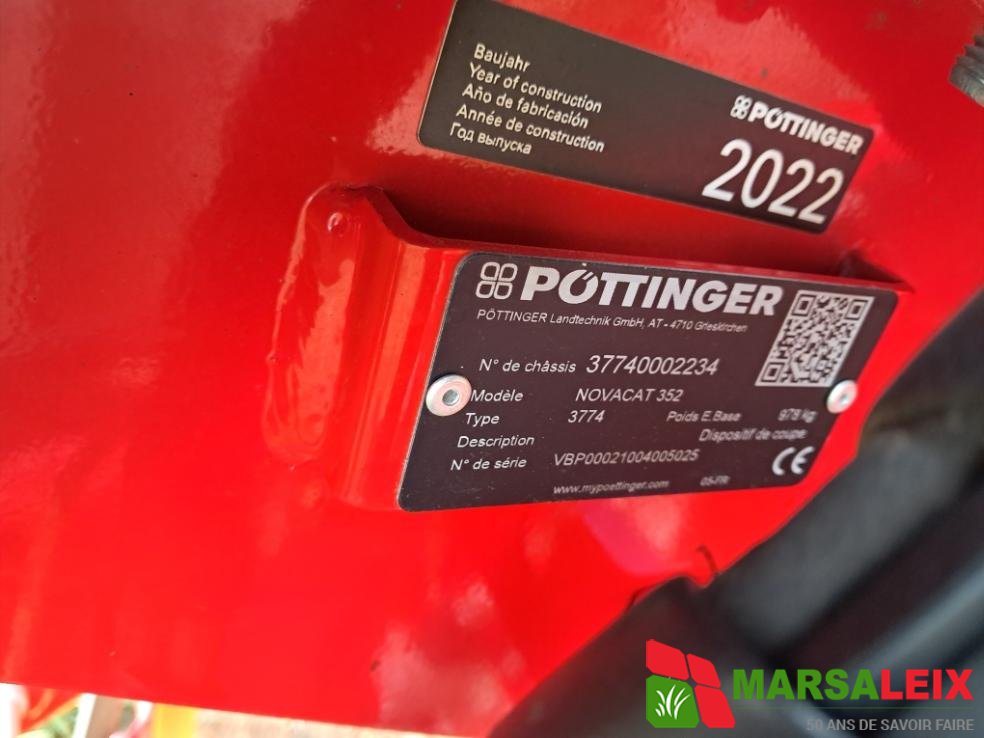 Baujahr
Year of construction
Año de fabricación
Année de construction
Год выпуска
PÖTTINGER
2022
PÖTTINGER
PÖTTINGER Landtechnik GmbH, AT - 4710 Grieskirchen
N° de châssis 37740002234
Modèle NOVACAT 352
Type 3774 Poids E.Base 978 kg
Description Dispositif de coupe
N° de série VBP00021004005025
CE
www.mypoettinger.com 05-FR
MARSALEIX
50 ANS DE SAVOIR FAIRE